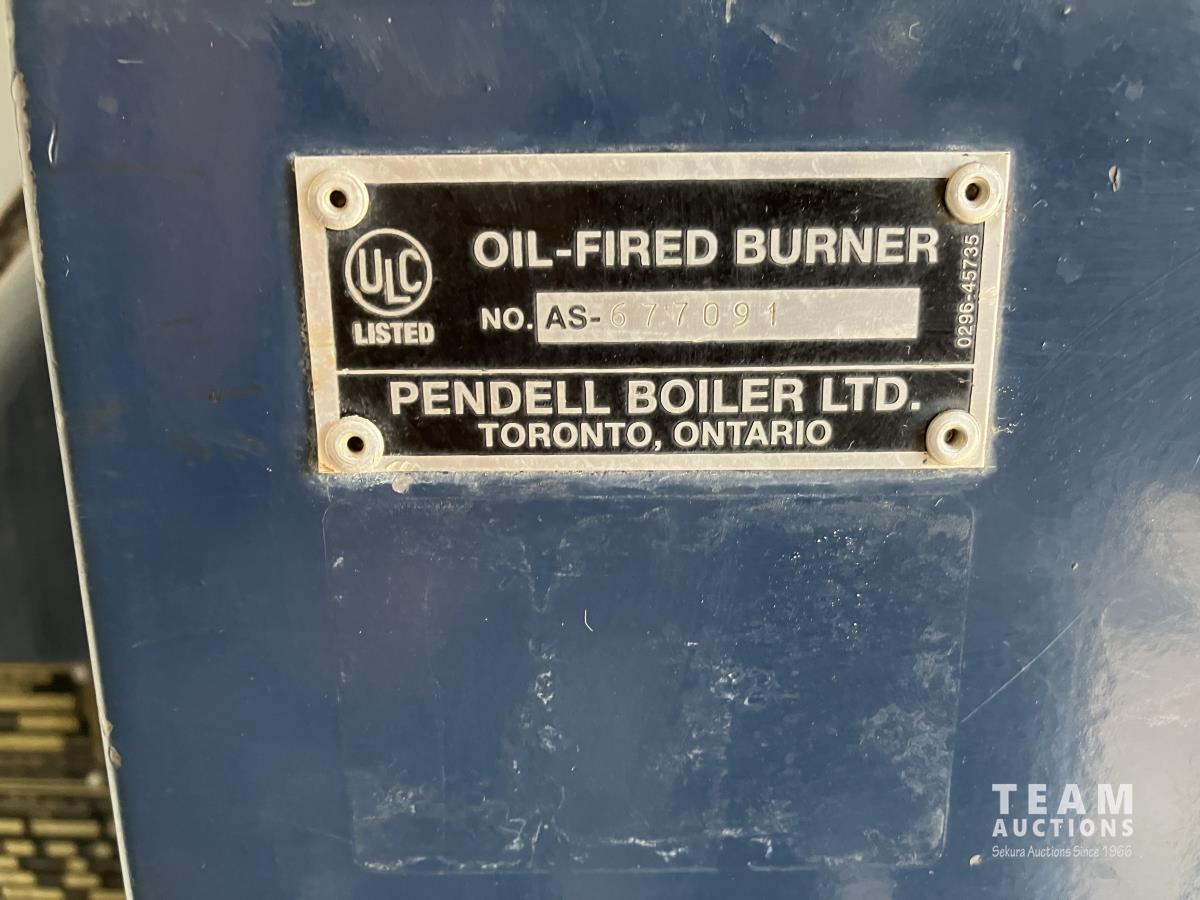 ULC
LISTED
OIL-FIRED BURNER
NO. AS-677091
0296-45735
PENDELL BOILER LTD.
TORONTO, ONTARIO
TEAM
AUCTIONS
Sekura Auctions Since 1966